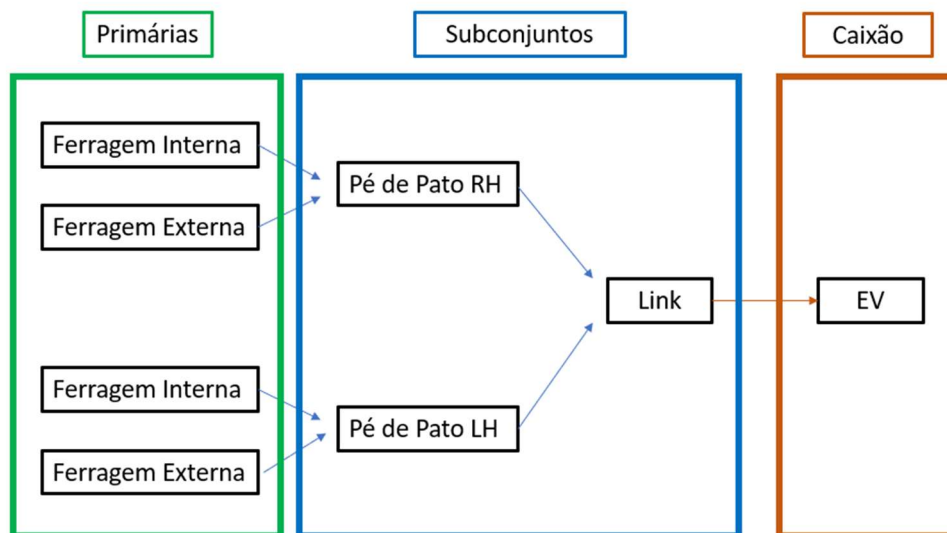 Primárias
Subconjuntos
Caixão
Ferragem Interna
Ferragem Externa
Pé de Pato RH
Link
EV
Ferragem Interna
Ferragem Externa
Pé de Pato LH